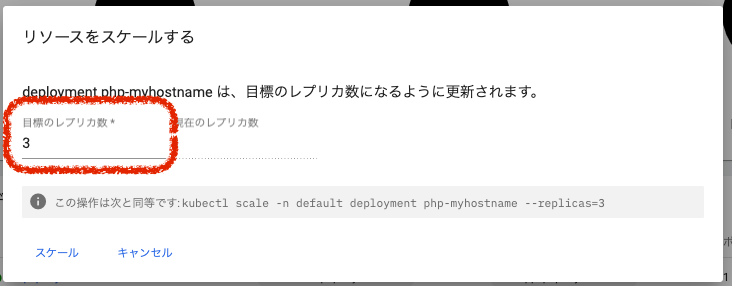 リソースをスケールする
deployment php-myhostname は、目標のレプリカ数になるように更新されます。
目標のレプリカ数 * 現在のレプリカ数
3
この操作は次と同等です: kubectl scale -n default deployment php-myhostname --replicas=3
スケール キャンセル